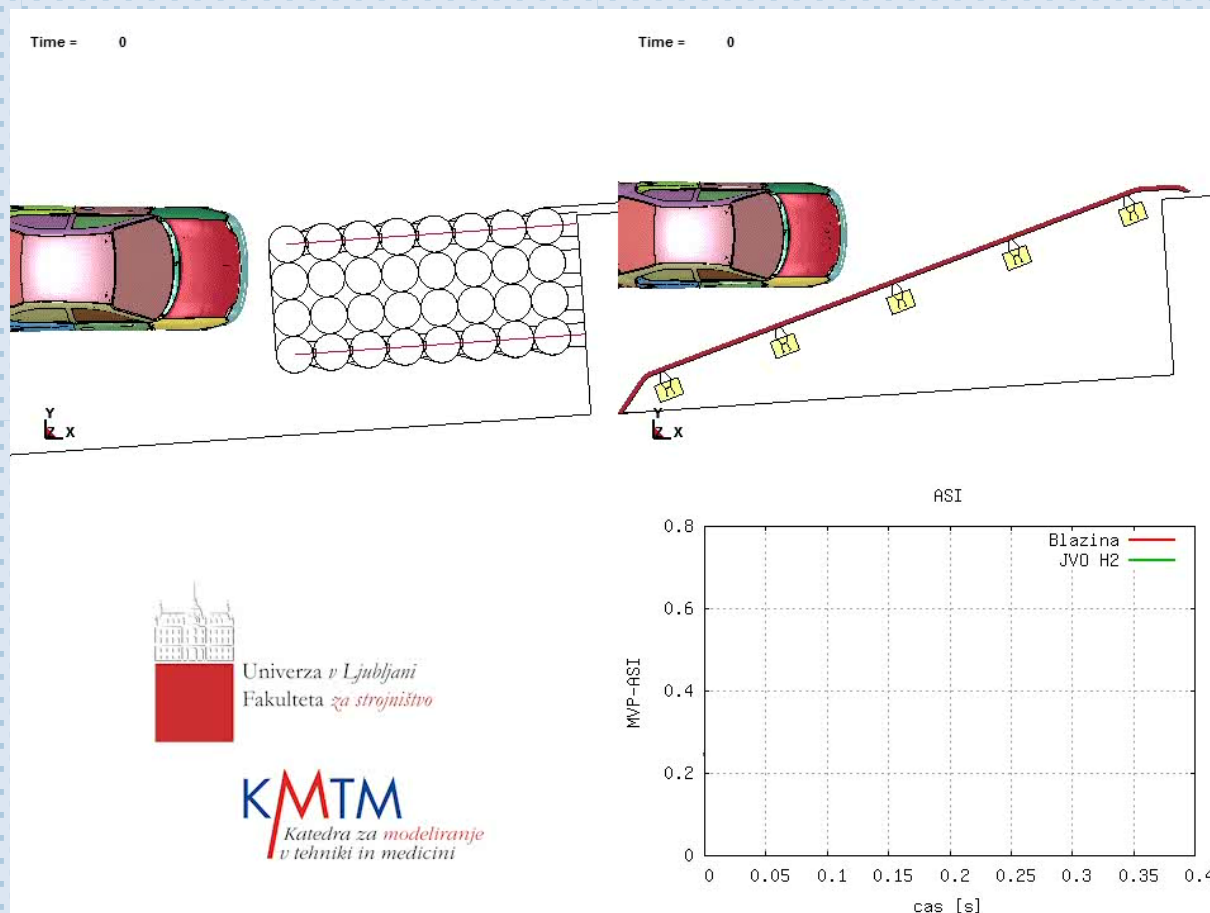 Time = 0
Time = 0
Y
Z X
Y
Z X
ASI
0.8
Blazina
JVO H2
0.6
0.4
MVP-ASI
0.2
0
0 0.05 0.1 0.15 0.2 0.25 0.3 0.35 0.4
cas [s]
Univerza v Ljubljani
Fakulteta za strojništvo
KMTM
Katedra za modeliranje
v tehniki in medicini